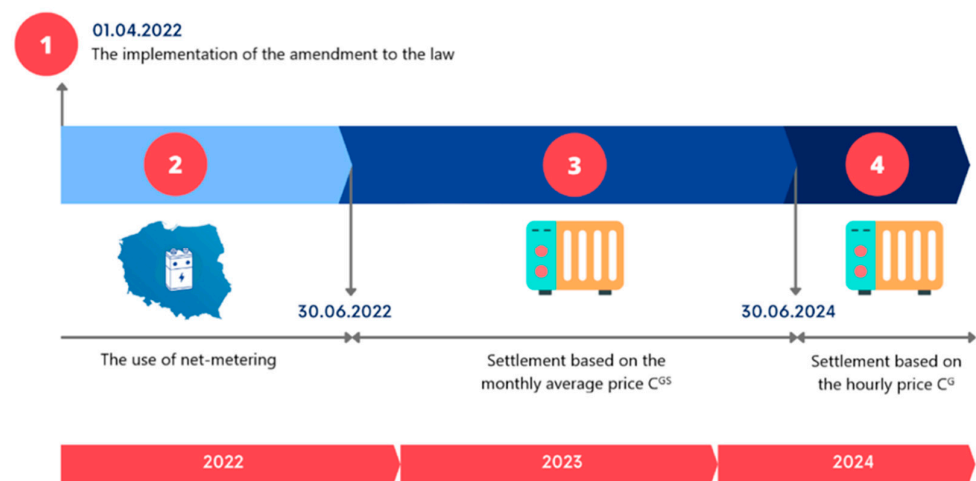 1
01.04.2022
The implementation of the amendment to the law
2
3
4
30.06.2022
30.06.2024
The use of net-metering
Settlement based on the
monthly average price Cᴳˢ
Settlement based on
the hourly price Cᴳ
2022
2023
2024